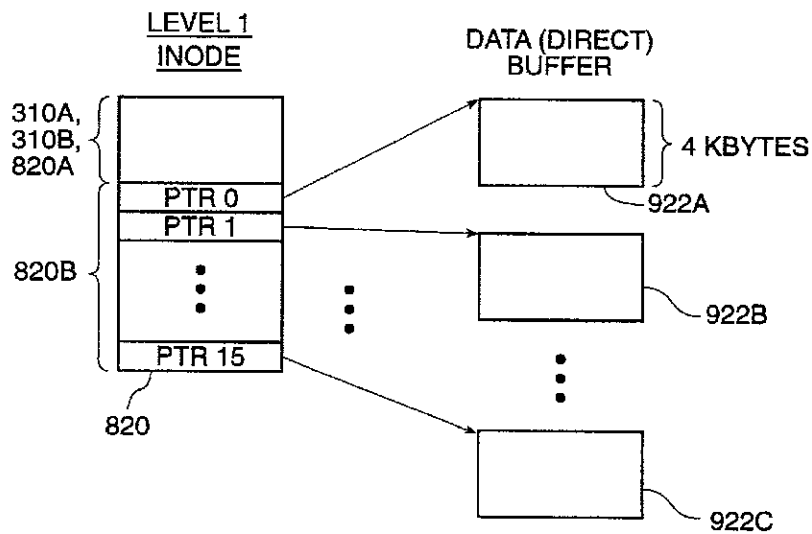 LEVEL 1
INODE
DATA (DIRECT)
BUFFER
310A,
310B,
820A
4 KBYTES
PTR 0
922A
PTR 1
820B
922B
PTR 15
820
922C